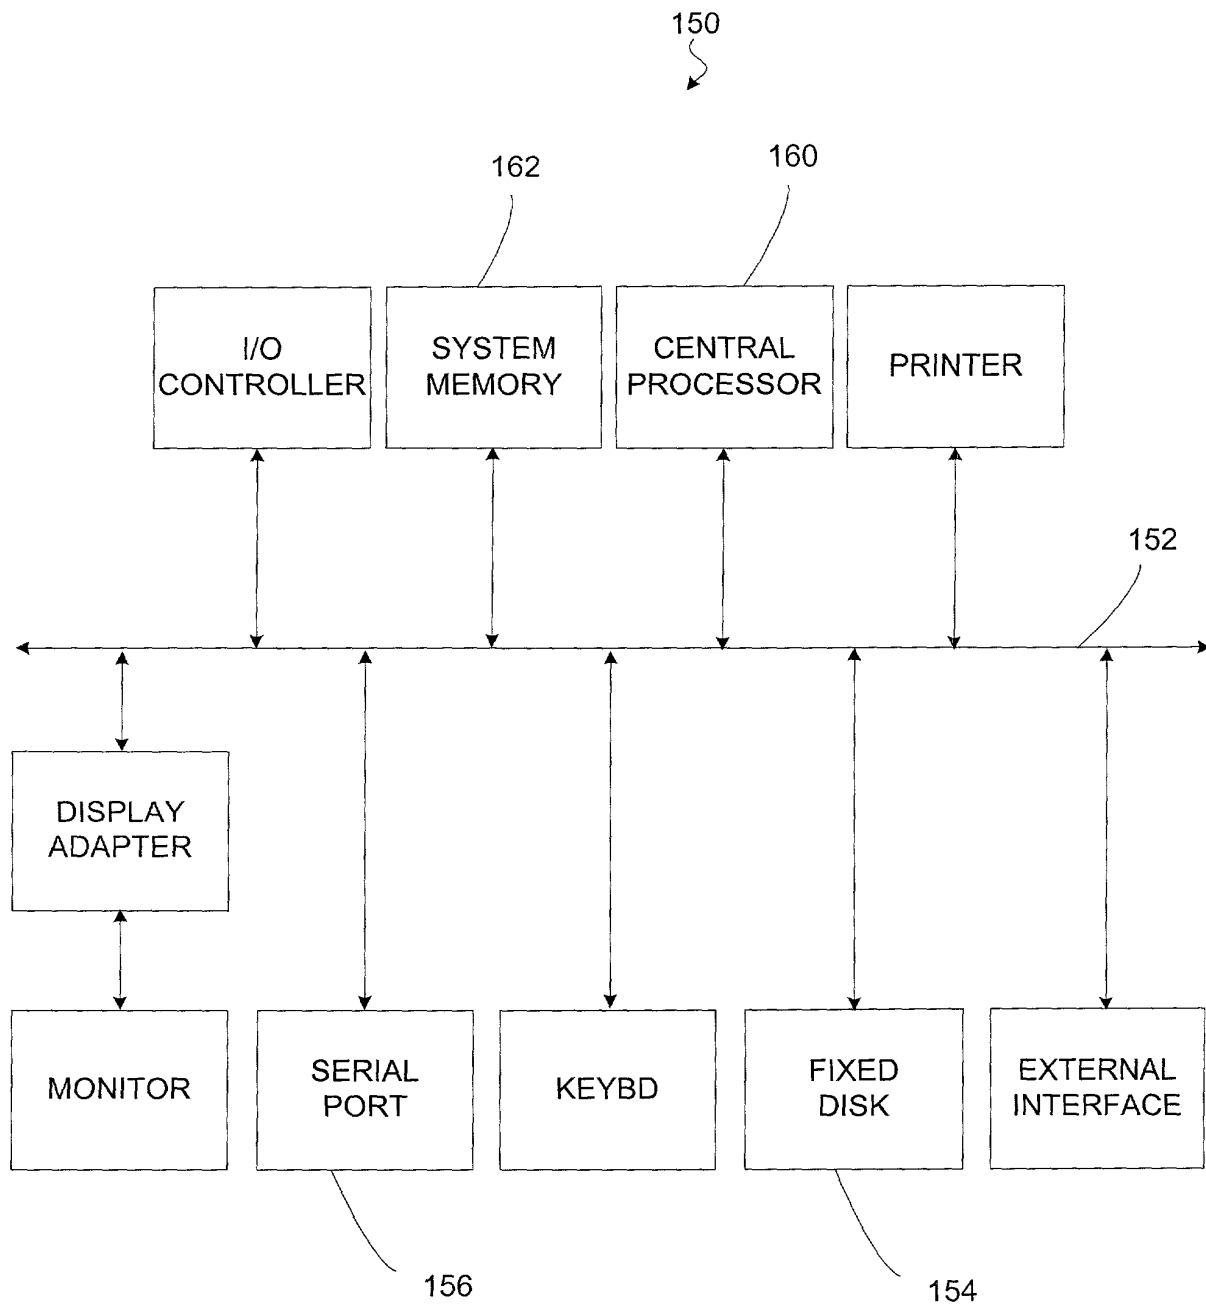 150
162
160
I/O
CONTROLLER
SYSTEM
MEMORY
CENTRAL
PROCESSOR
PRINTER
152
DISPLAY
ADAPTER
MONITOR
SERIAL
PORT
KEYBD
FIXED
DISK
EXTERNAL
INTERFACE
156
154